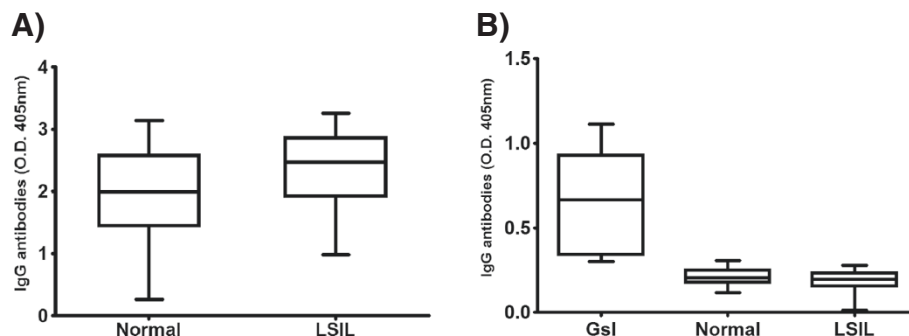 A)
IgG antibodies (O.D. 405nm)
4
3
2
1
0
Normal LSIL
B)
IgG antibodies (O.D. 405nm)
1.5
1.0
0.5
0.0
GsI Normal LSIL